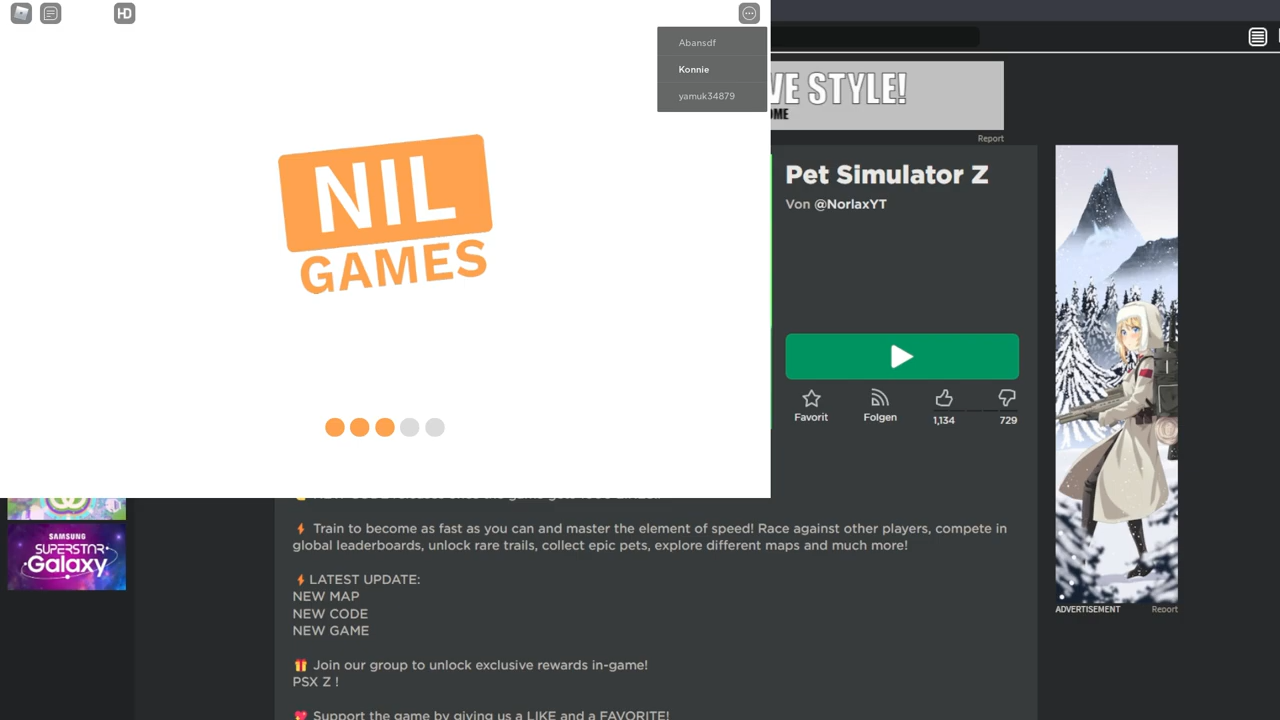 HD
Abansdf
Konnie
yamuk34879
NIL
GAMES
VE STYLE!
OME
Report
Pet Simulator Z
Von @NorlaxYT
Favorit
Folgen
1,134
729
SAMSUNG
SUPERSTAR
Galaxy
⚡ Train to become as fast as you can and master the element of speed! Race against other players, compete in
global leaderboards, unlock rare trails, collect epic pets, explore different maps and much more!
⚡ LATEST UPDATE:
NEW MAP
NEW CODE
NEW GAME
🎁 Join our group to unlock exclusive rewards in-game!
PSX Z !
💖 Support the game by giving us a LIKE and a FAVORITE!
ADVERTISEMENT
Report